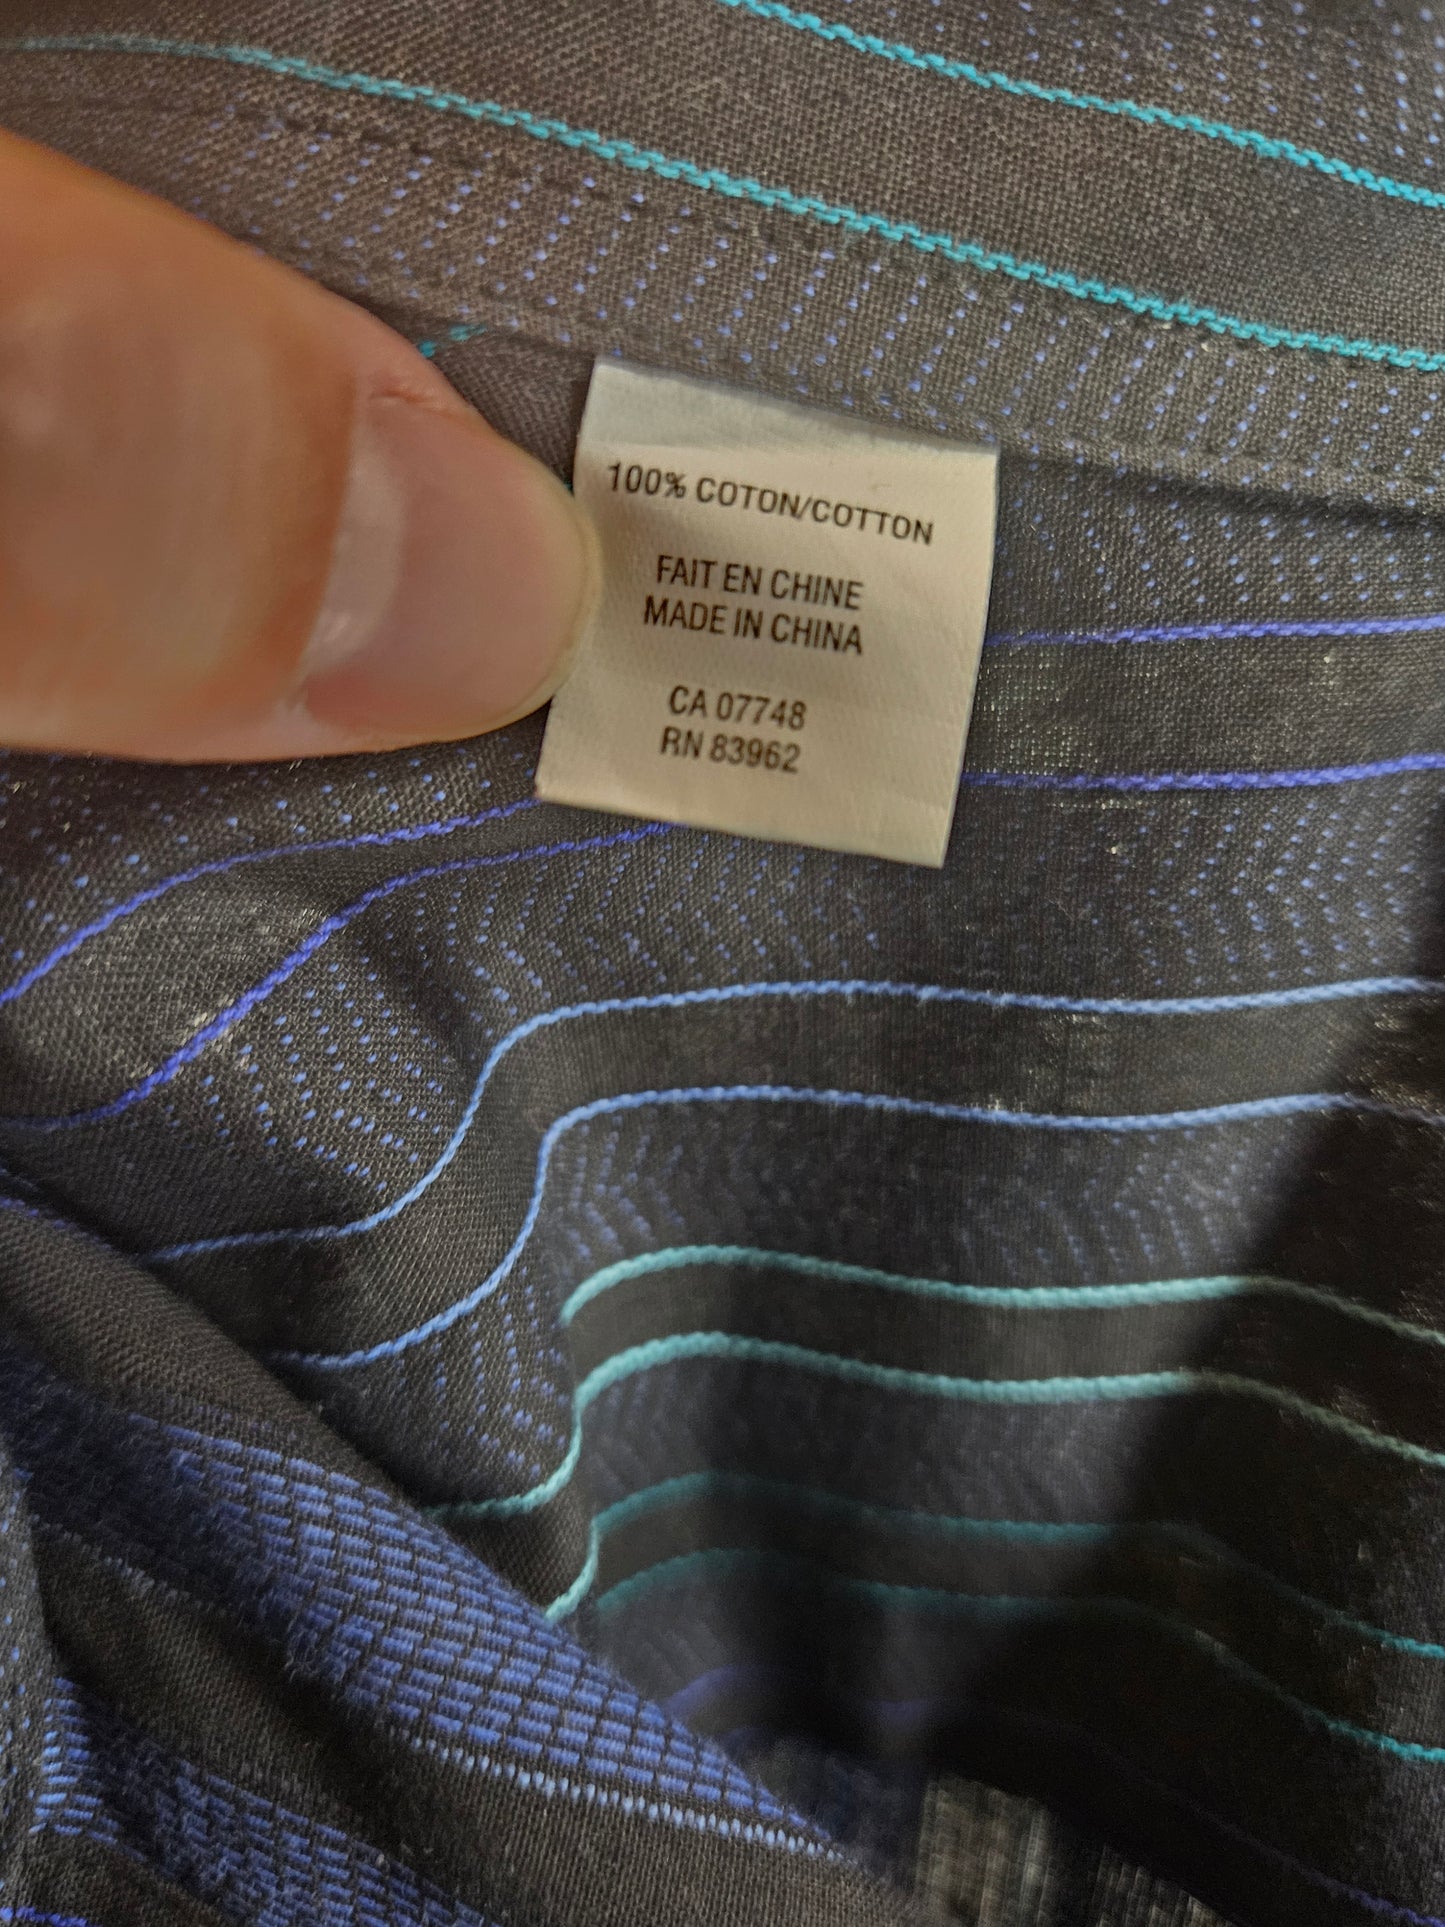 100% COTON/COTTON
FAIT EN CHINE
MADE IN CHINA
CA 07748
RN 83962